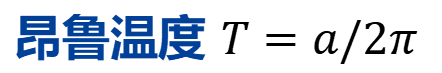 昂鲁温度 T = a/2π